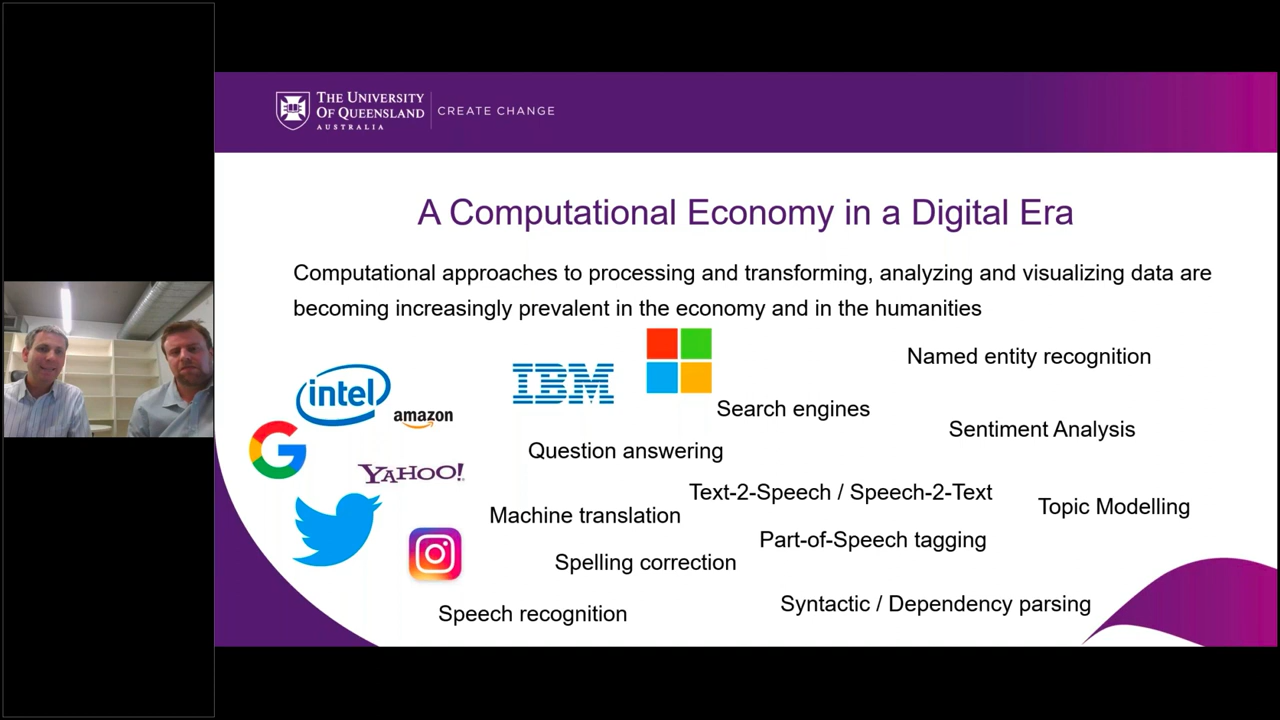 THE UNIVERSITY
OF QUEENSLAND
AUSTRALIA
CREATE CHANGE
A Computational Economy in a Digital Era
Computational approaches to processing and transforming, analyzing and visualizing data are
becoming increasingly prevalent in the economy and in the humanities
Named entity recognition
intel
IBM
amazon
Search engines
Sentiment Analysis
Question answering
YAHOO!
Text-2-Speech / Speech-2-Text
Topic Modelling
Machine translation
Part-of-Speech tagging
Spelling correction
Syntactic / Dependency parsing
Speech recognition